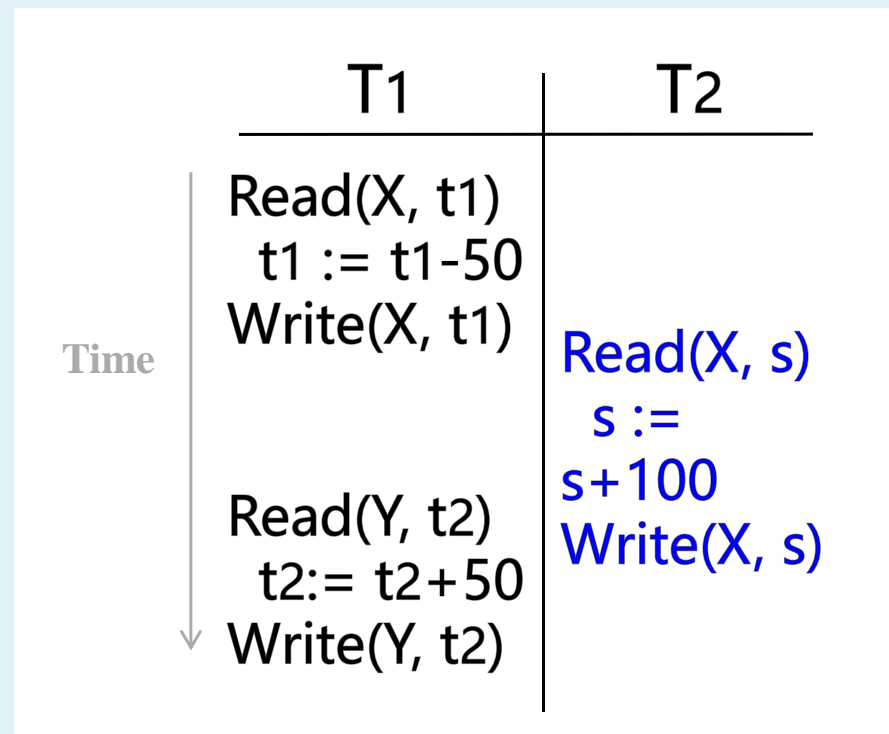 T1
T2
Time
Read(X, t1)
t1 := t1-50
Write(X, t1)
Read(Y, t2)
t2:= t2+50
Write(Y, t2)
Read(X, s)
s :=
s+100
Write(X, s)